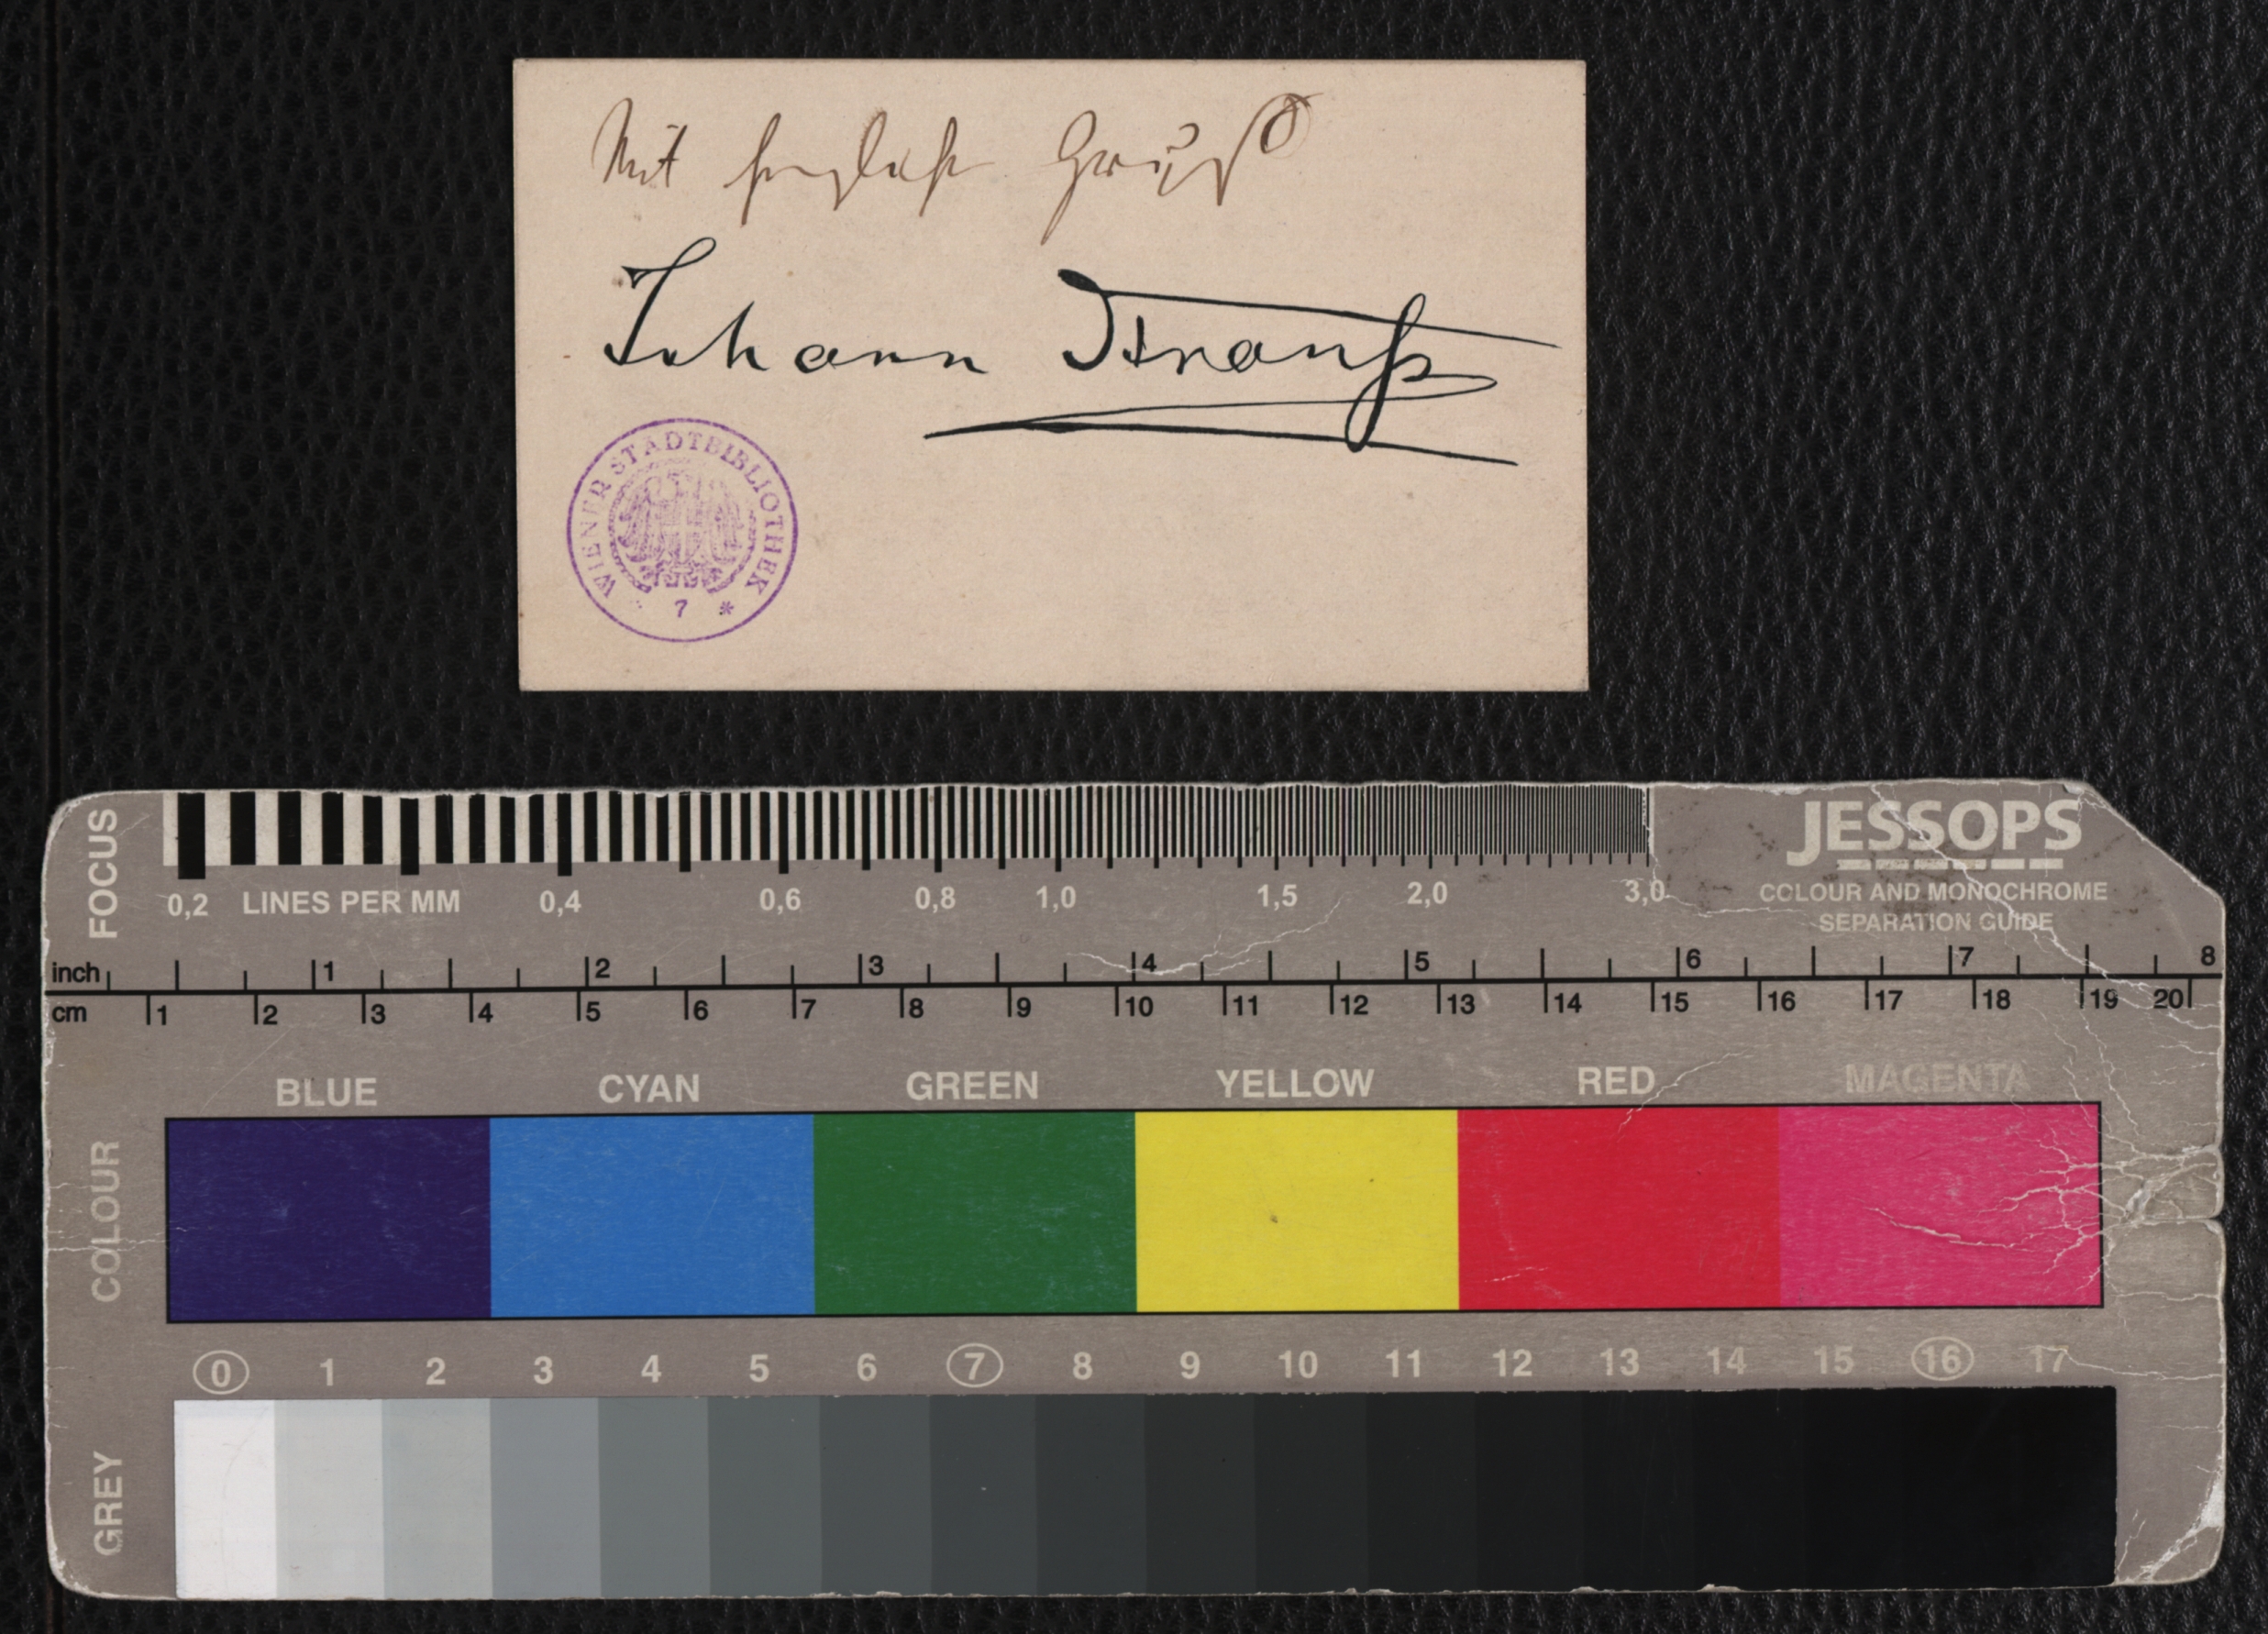 Mit herzlichem Gruß
Johann Strauß
WIENER STADTBIBLIOTHEK
7 *
FOCUS
JESSOPS
COLOUR AND MONOCHROME
SEPARATION GUIDE
0,2 LINES PER MM 0,4 0,6 0,8 1,0 1,5 2,0 3,0
inch 1 2 3 4 5 6 7 8
cm 1 2 3 4 5 6 7 8 9 10 11 12 13 14 15 16 17 18 19 20
BLUE CYAN GREEN YELLOW RED MAGENTA
COLOUR
0 1 2 3 4 5 6 7 8 9 10 11 12 13 14 15 16 17
GREY